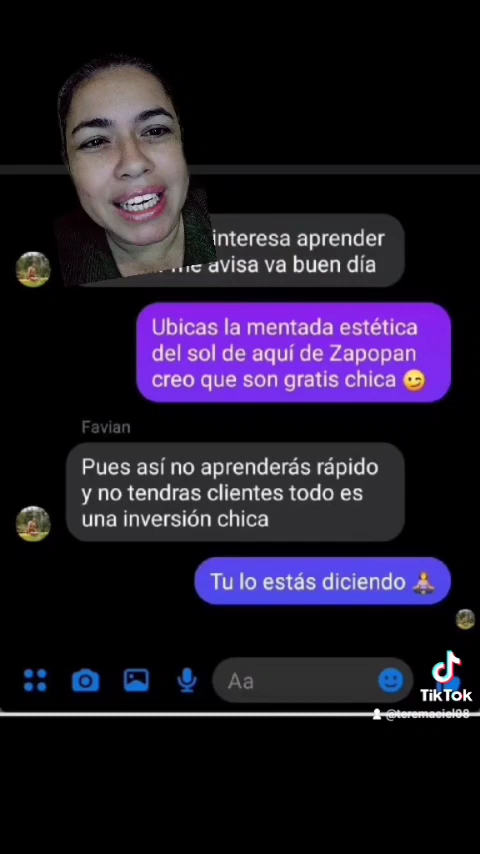 interesa aprender
me avisa va buen día
Ubicas la mentada estética
del sol de aquí de Zapopan
creo que son gratis chica 😉
Favian
Pues así no aprenderás rápido
y no tendras clientes todo es
una inversión chica
Tu lo estás diciendo 🧘
Aa
TikTok
@teremaciel98